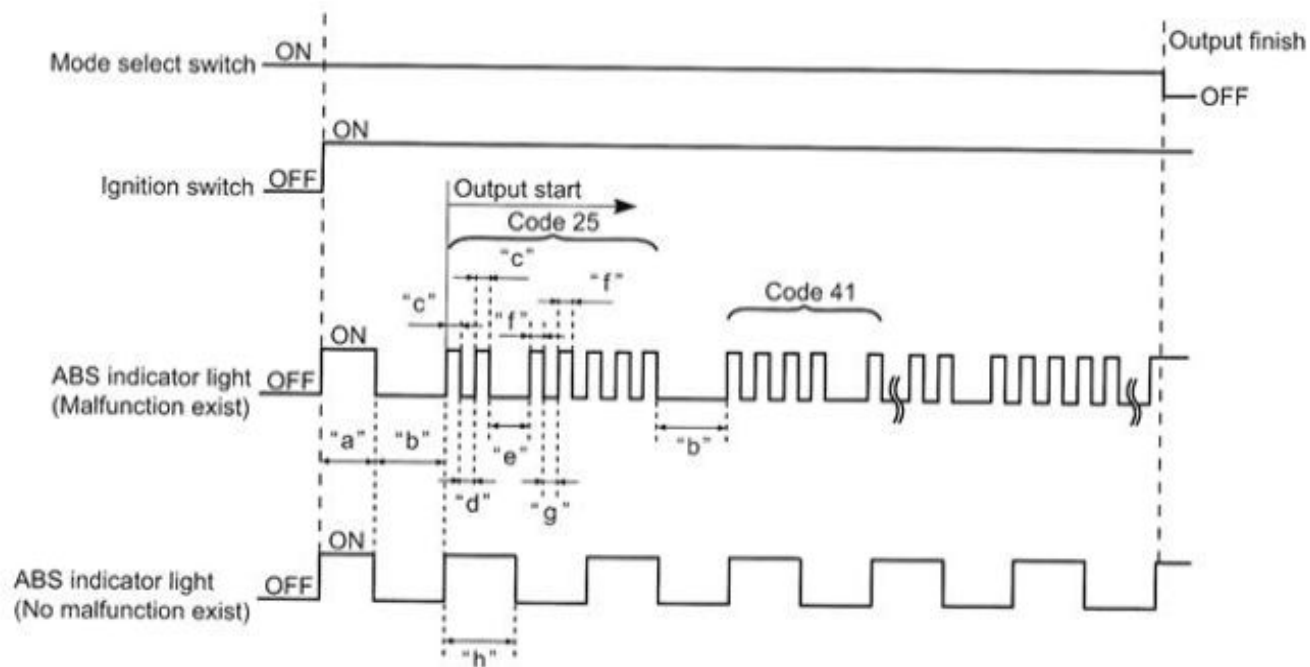 Output finish
ON
Mode select switch
OFF
ON
Ignition switch
OFF
Output start
Code 25
"c"
"f"
Code 41
"c"
"f"
ON
ABS indicator light
(Malfunction exist)
OFF
"a"
"b"
"e"
"b"
"d"
"g"
ON
ABS indicator light
(No malfunction exist)
OFF
"h"